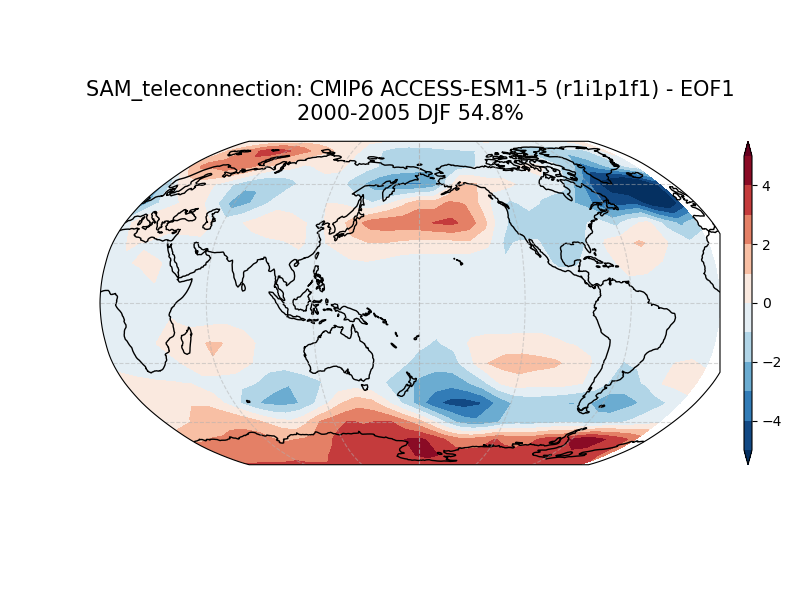 SAM_teleconnection: CMIP6 ACCESS-ESM1-5 (r1i1p1f1) - EOF1
2000-2005 DJF 54.8%
4
2
0
−2
−4